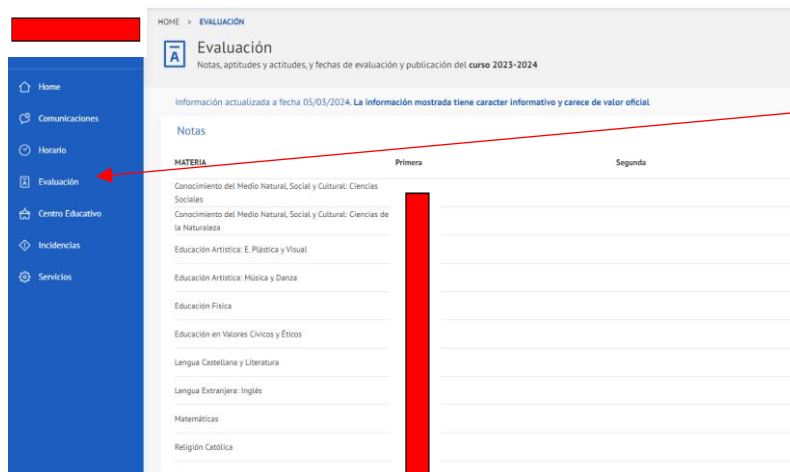 HOME > EVALUACIÓN
Evaluación
Notas, aptitudes y actitudes, y fechas de evaluación y publicación del curso 2023-2024
Home
Comunicaciones
Horario
Evaluación
Centro Educativo
Incidencias
Servicios
Información actualizada a fecha 05/03/2024. La información mostrada tiene caracter informativo y carece de valor oficial
Notas
MATERIA Primera Segunda
Conocimiento del Medio Natural, Social y Cultural: Ciencias
Sociales
Conocimiento del Medio Natural, Social y Cultural: Ciencias de
la Naturaleza
Educación Artística: E. Plástica y Visual
Educación Artística: Música y Danza
Educación Física
Educación en Valores Cívicos y Éticos
Lengua Castellana y Literatura
Lengua Extranjera: Inglés
Matemáticas
Religión Católica